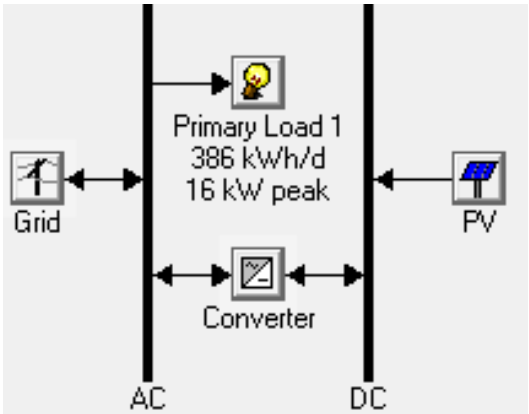 Primary Load 1
386 kWh/d
16 kW peak
Grid
PV
Converter
AC
DC